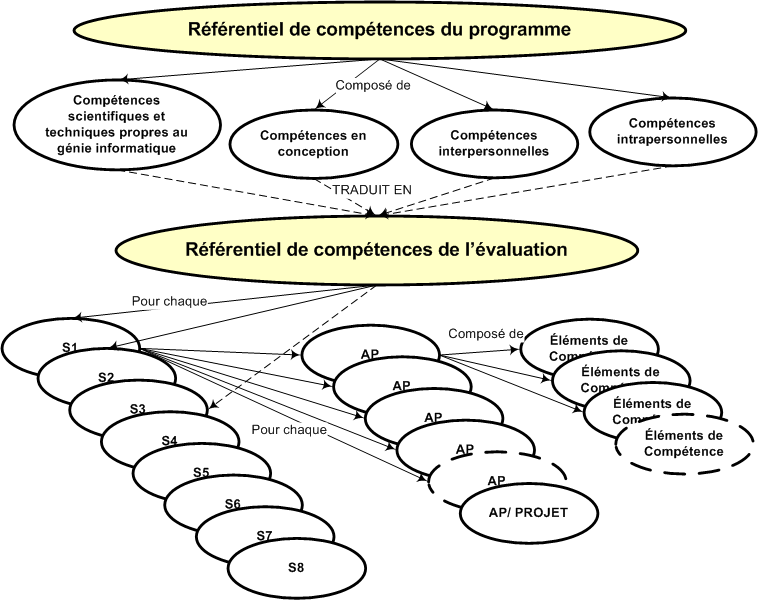 Référentiel de compétences du programme
Composé de
Compétences
scientifiques et
techniques propres au
génie informatique
Compétences en
conception
Compétences
interpersonnelles
Compétences
intrapersonnelles
TRADUIT EN
Référentiel de compétences de l'évaluation
Pour chaque
S1
S2
S3
S4
S5
S6
S7
S8
Pour chaque
AP
AP
AP
AP
AP
AP/ PROJET
Composé de
Éléments de
Éléments de
Éléments de
Éléments de
Compétence